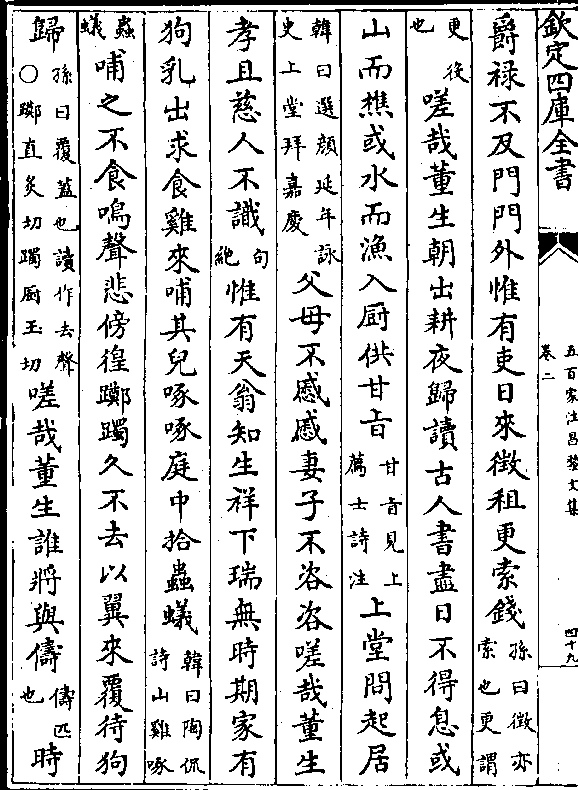 欽定四庫全書
五百家注昌黎文集
卷二
四十九
爵祿不及門門外惟有吏日來徵租更索錢孫曰徵亦索也更謂
更後也嗟哉董生朝出耕夜歸讀古人書盡日不得息或
山而樵或水而漁入厨供甘旨甘旨見上薦士詩注上堂問起居
韓曰選顔延年詠史上堂拜嘉慶父母不慼慼妻子不咨咨嗟哉董生
孝且慈人不識句絶惟有天翁知生祥下瑞無時期家有
狗乳出求食雞來哺其兒啄啄庭中拾蟲蟻韓曰陶侃詩山雞啄
蟲蟻哺之不食鳴聲悲傍徨躑躅久不去以翼來覆待狗
歸孫曰覆蓋也讀作去聲○躑直炙切躅厨玉切嗟哉董生誰將與儔儔匹也時